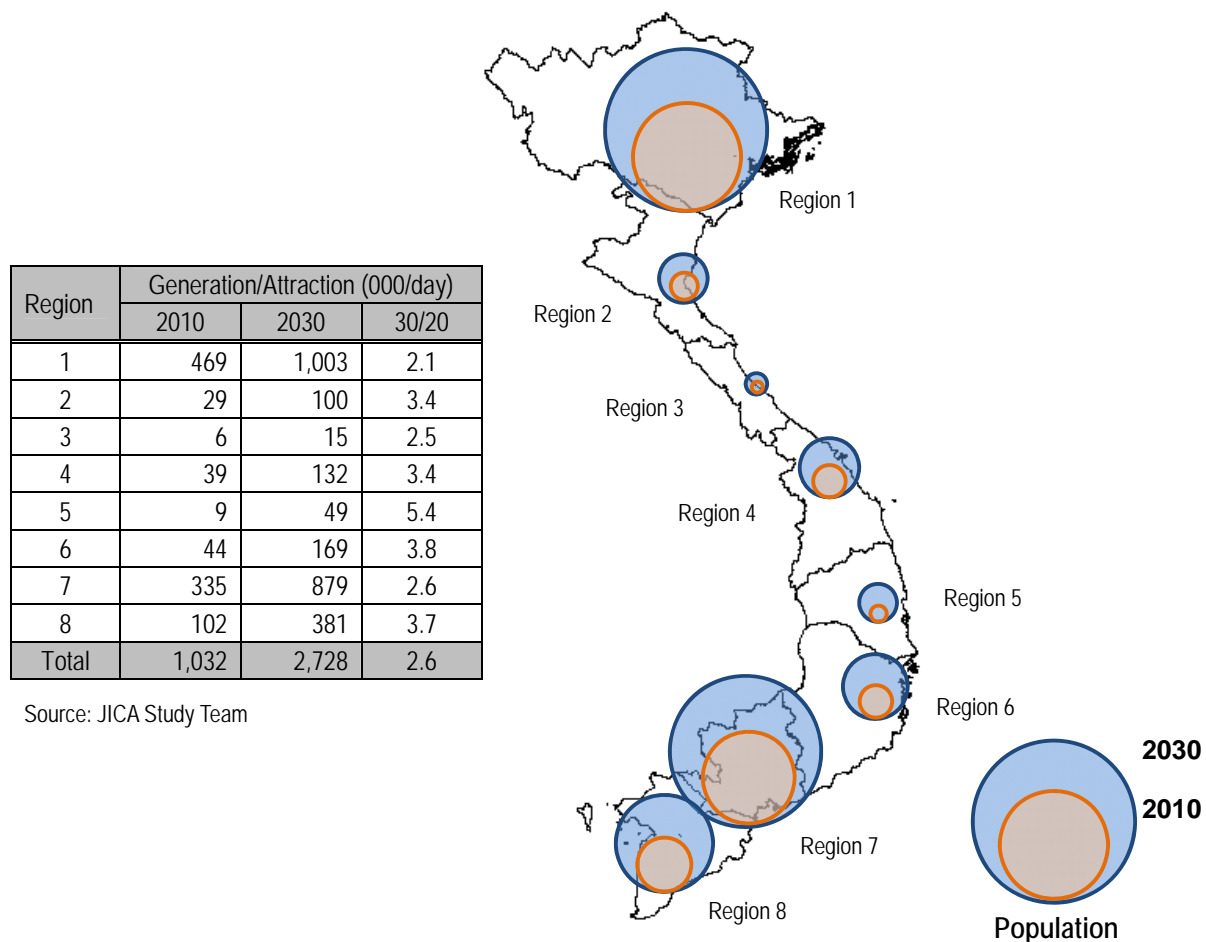 Region
Generation/Attraction (000/day)
2010 2030 30/20
1 469 1,003 2.1
2 29 100 3.4
3 6 15 2.5
4 39 132 3.4
5 9 49 5.4
6 44 169 3.8
7 335 879 2.6
8 102 381 3.7
Total 1,032 2,728 2.6
Source: JICA Study Team
Region 1
Region 2
Region 3
Region 4
Region 5
Region 6
Region 7
Region 8
2030
2010
Population